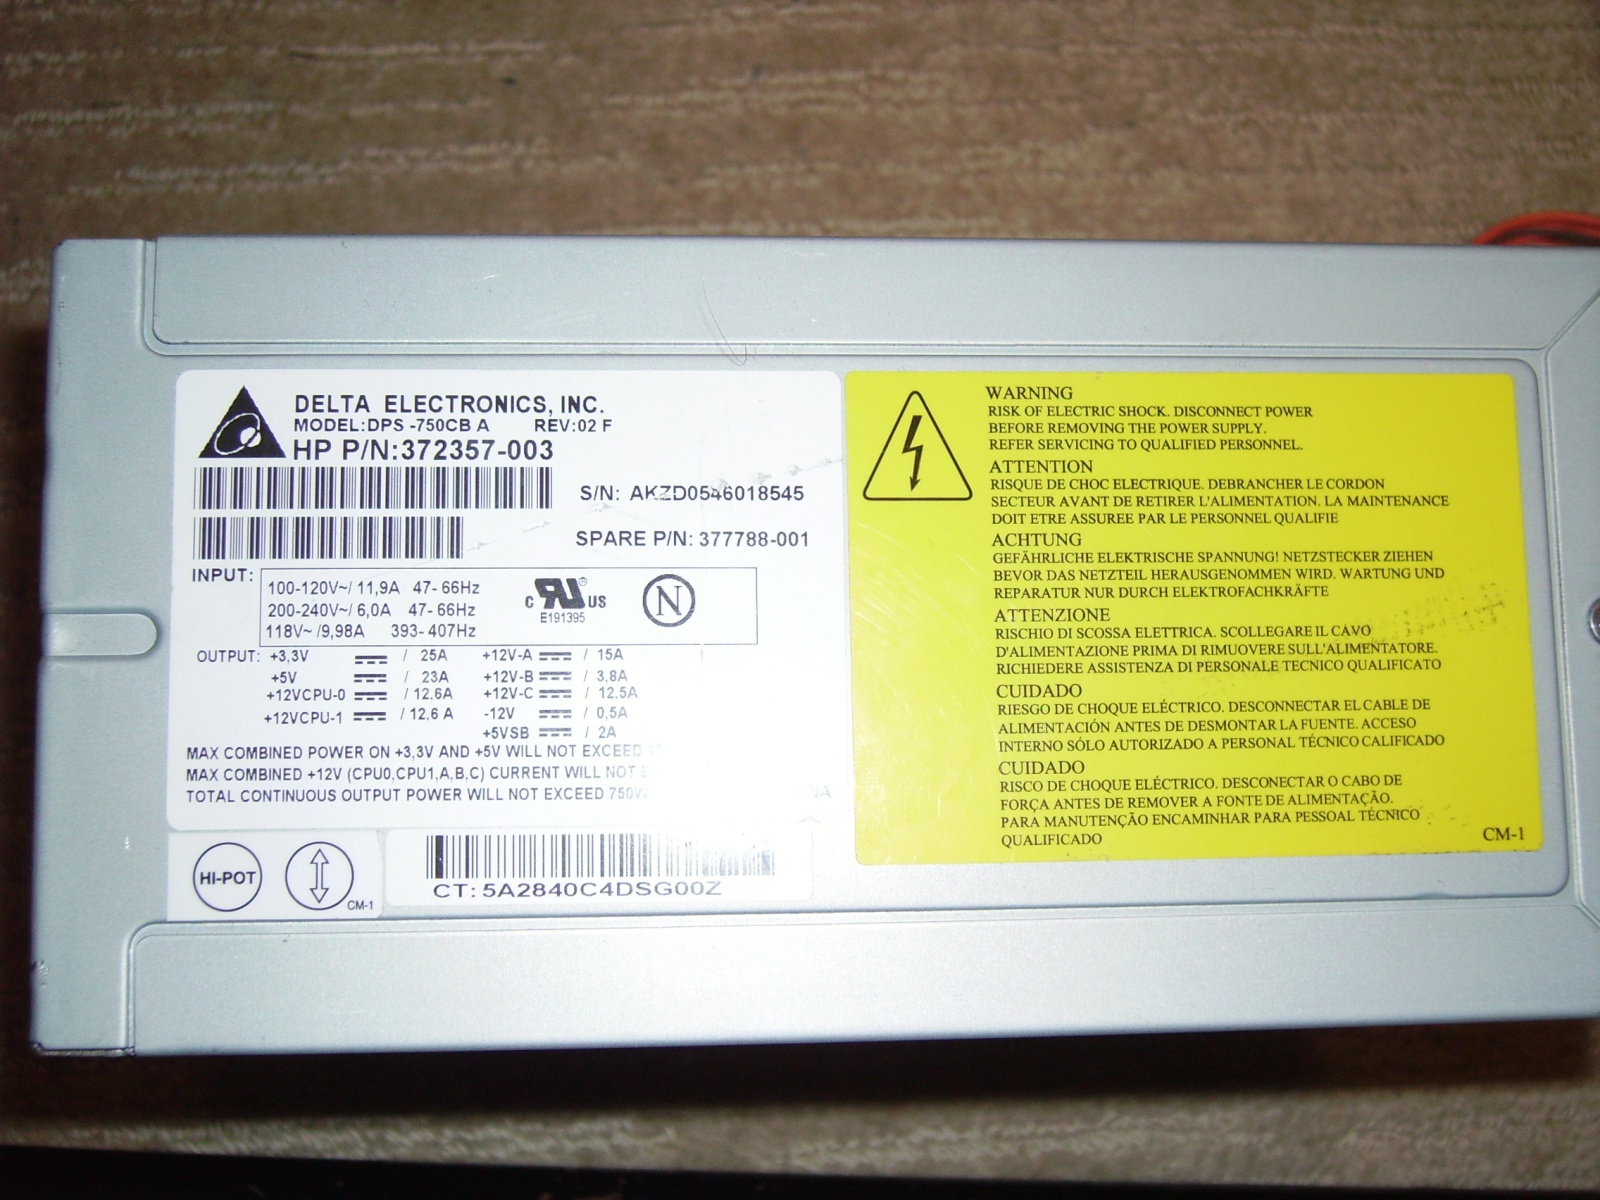 DELTA ELECTRONICS, INC.
MODEL:DPS -750CB A REV:02 F
HP P/N:372357-003
S/N: AKZD0546018545
SPARE P/N: 377788-001
INPUT: 100-120V~/ 11,9A 47- 66Hz
200-240V~/ 6,0A 47- 66Hz
118V~ /9,98A 393- 407Hz
C RU US
®
E191395
N
OUTPUT: +3,3V / 25A +12V-A / 15A
+5V / 23A +12V-B / 3,8A
+12VCPU-0 / 12,6A +12V-C / 12.5A
+12VCPU-1 / 12,6 A -12V / 0,5A
+5VSB / 2A
MAX COMBINED POWER ON +3,3V AND +5V WILL NOT EXCEED
MAX COMBINED +12V (CPU0,CPU1,A,B,C) CURRENT WILL NOT
TOTAL CONTINUOUS OUTPUT POWER WILL NOT EXCEED 750W
HI-POT
CM-1
CT: 5A2840C4DSG00Z
WARNING
RISK OF ELECTRIC SHOCK. DISCONNECT POWER
BEFORE REMOVING THE POWER SUPPLY.
REFER SERVICING TO QUALIFIED PERSONNEL.
ATTENTION
RISQUE DE CHOC ELECTRIQUE. DEBRANCHER LE CORDON
SECTEUR AVANT DE RETIRER L'ALIMENTATION. LA MAINTENANCE
DOIT ETRE ASSUREE PAR LE PERSONNEL QUALIFIE
ACHTUNG
GEFÄHRLICHE ELEKTRISCHE SPANNUNG! NETZSTECKER ZIEHEN
BEVOR DAS NETZTEIL HERAUSGENOMMEN WIRD. WARTUNG UND
REPARATUR NUR DURCH ELEKTROFACHKRÄFTE
ATTENZIONE
RISCHIO DI SCOSSA ELETTRICA. SCOLLEGARE IL CAVO
D'ALIMENTAZIONE PRIMA DI RIMUOVERE SULL'ALIMENTATORE.
RICHIEDERE ASSISTENZA DI PERSONALE TECNICO QUALIFICATO
CUIDADO
RIESGO DE CHOQUE ELÉCTRICO. DESCONECTAR EL CABLE DE
ALIMENTACIÓN ANTES DE DESMONTAR LA FUENTE. ACCESO
INTERNO SÓLO AUTORIZADO A PERSONAL TÉCNICO CALIFICADO
CUIDADO
RISCO DE CHOQUE ELÉCTRICO. DESCONECTAR O CABO DE
FORÇA ANTES DE REMOVER A FONTE DE ALIMENTAÇÃO.
PARA MANUTENÇÃO ENCAMINHAR PARA PESSOAL TÉCNICO
QUALIFICADO
CM-1